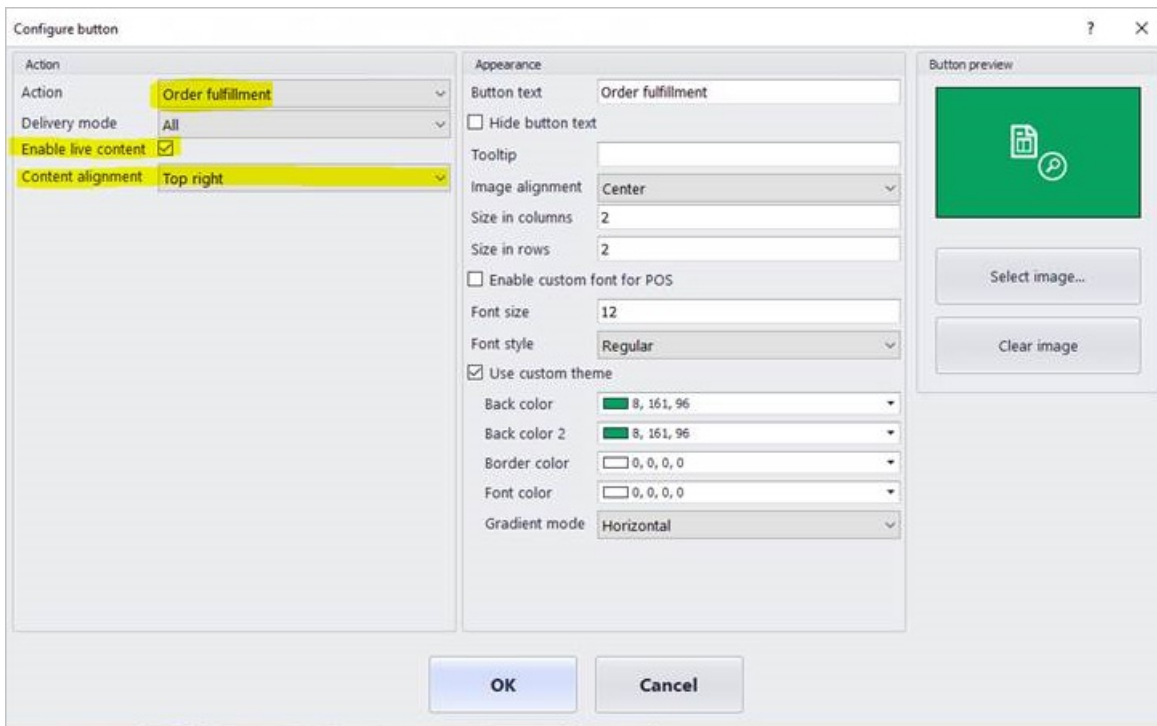 Configure button
?
Action
Action Order fulfillment
Delivery mode All
Enable live content
Content alignment Top right
Appearance
Button text Order fulfillment
Hide button text
Tooltip
Image alignment Center
Size in columns 2
Size in rows 2
Enable custom font for POS
Font size 12
Font style Regular
Use custom theme
Back color 8, 161, 96
Back color 2 8, 161, 96
Border color 0, 0, 0, 0
Font color 0, 0, 0, 0
Gradient mode Horizontal
Button preview
Select image...
Clear image
OK
Cancel